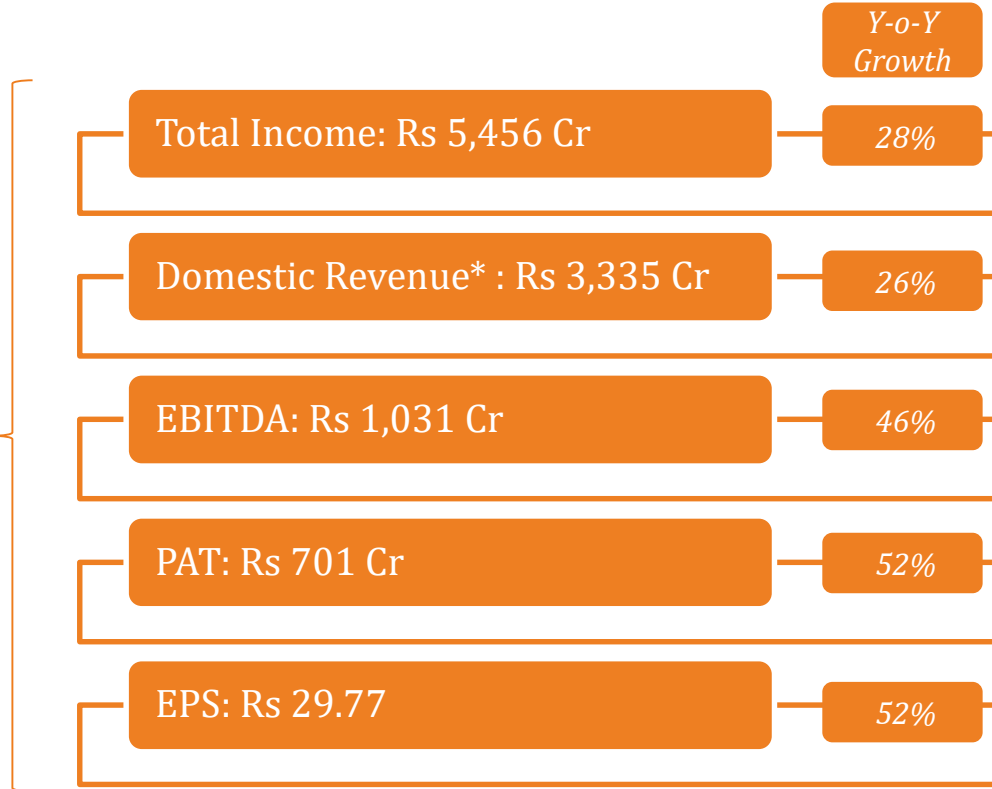 Y-o-Y
Growth
Total Income: Rs 5,456 Cr
28%
Domestic Revenue* : Rs 3,335 Cr
26%
EBITDA: Rs 1,031 Cr
46%
PAT: Rs 701 Cr
52%
EPS: Rs 29.77
52%